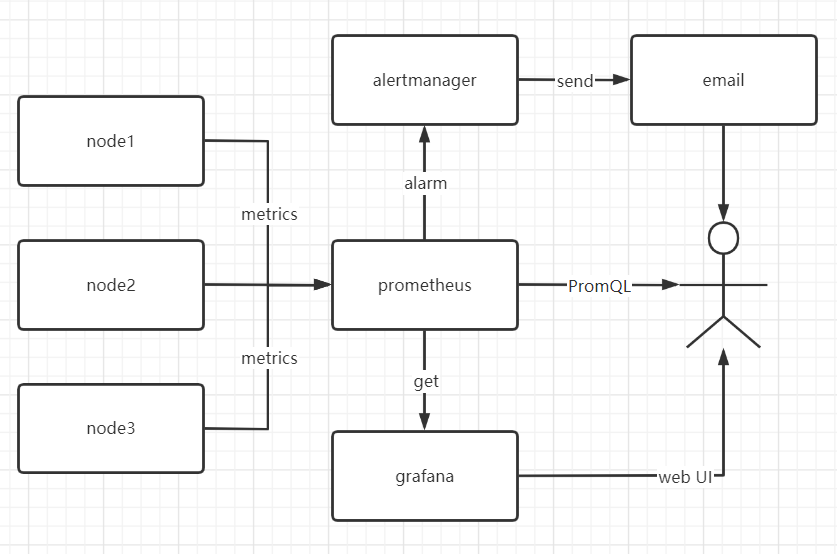 alertmanager
send
email
node1
alarm
metrics
node2
prometheus
PromQL
metrics
get
node3
grafana
web UI